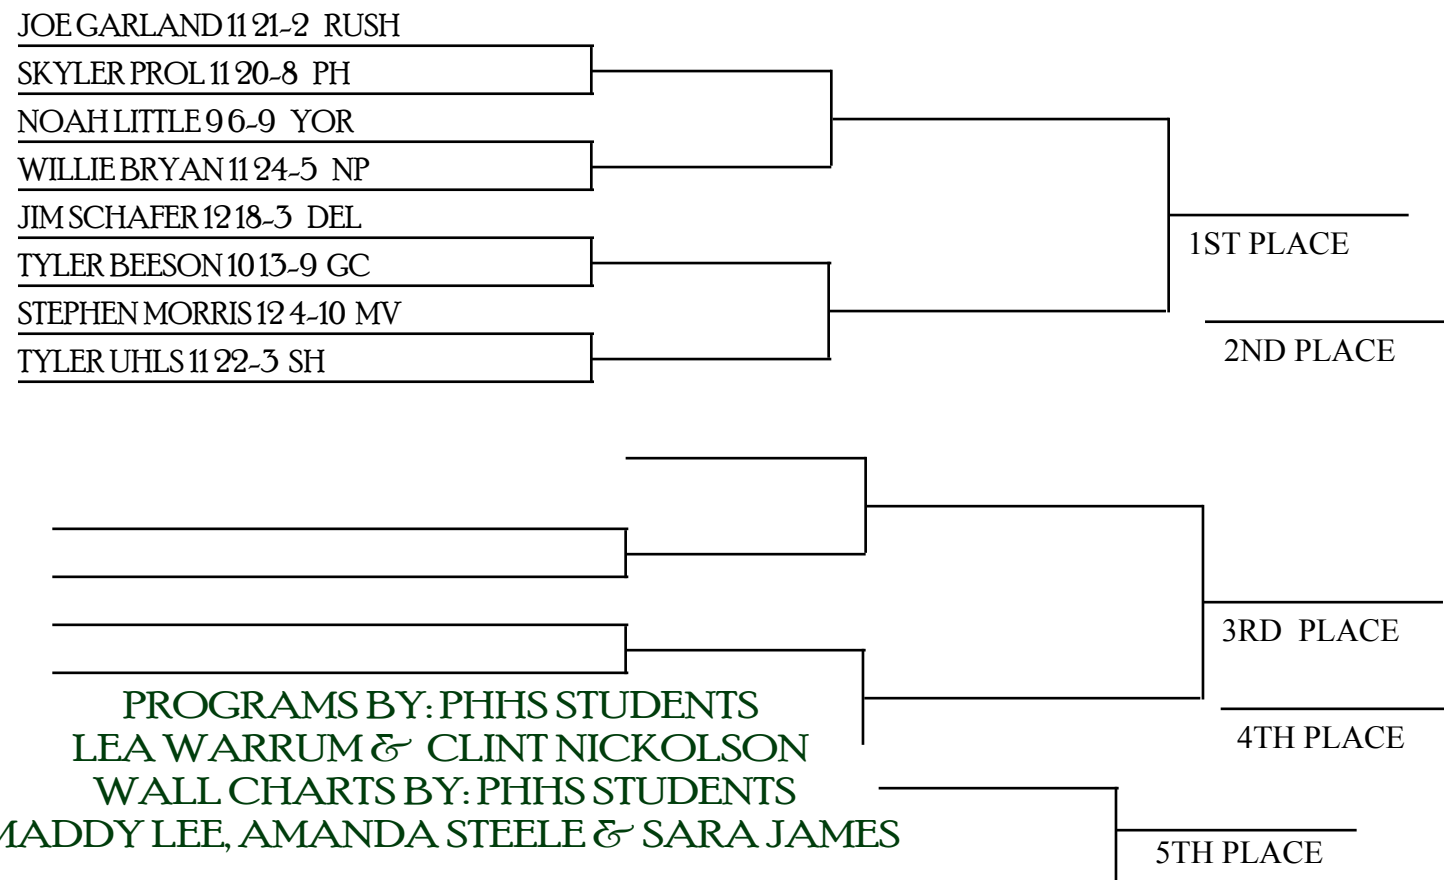 JOE GARLAND 11 21-2 RUSH
SKYLER PROL 11 20-8 PH
NOAH LITTLE 9 6-9 YOR
WILLIE BRYAN 11 24-5 NP
JIM SCHAFER 12 18-3 DEL
TYLER BEESON 10 13-9 GC
STEPHEN MORRIS 12 4-10 MV
TYLER UHLS 11 22-3 SH
1ST PLACE
2ND PLACE
3RD PLACE
4TH PLACE
PROGRAMS BY: PHHS STUDENTS
LEA WARRUM & CLINT NICKOLSON
WALL CHARTS BY: PHHS STUDENTS
MADDY LEE, AMANDA STEELE & SARA JAMES
5TH PLACE